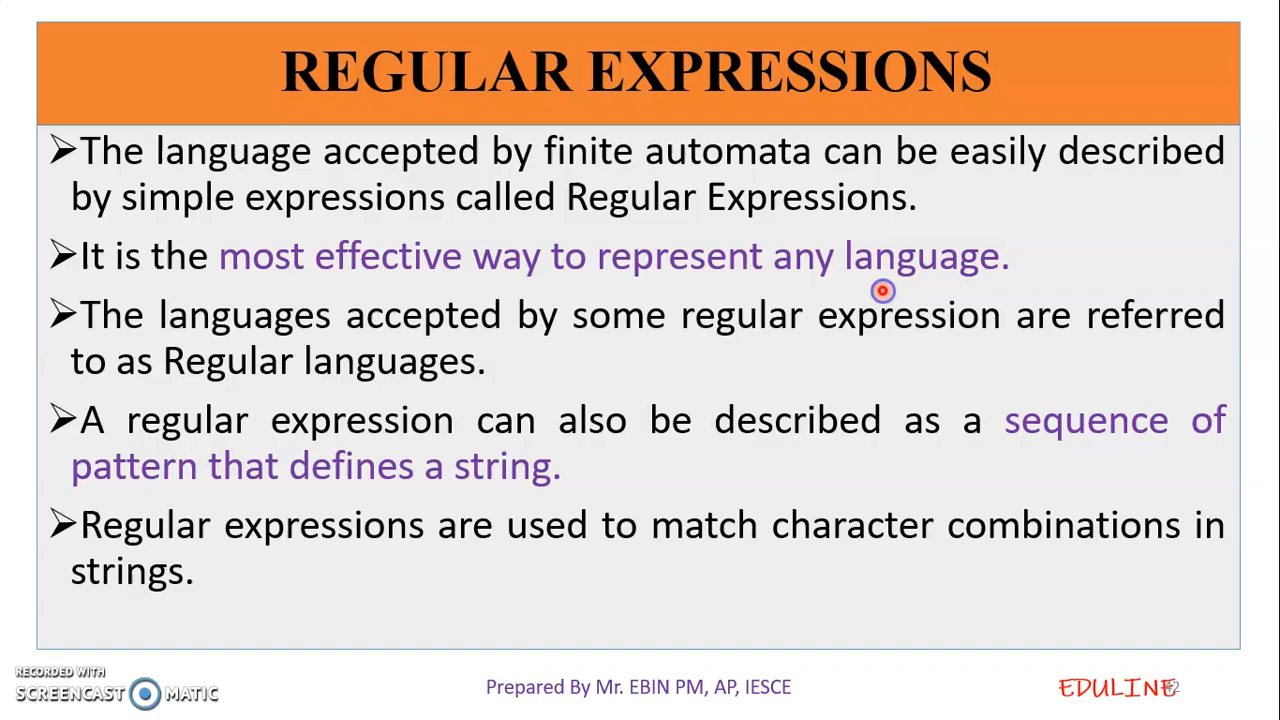 REGULAR EXPRESSIONS
➢The language accepted by finite automata can be easily described
by simple expressions called Regular Expressions.
➢It is the most effective way to represent any language.
➢The languages accepted by some regular expression are referred
to as Regular languages.
➢A regular expression can also be described as a sequence of
pattern that defines a string.
➢Regular expressions are used to match character combinations in
strings.
RECORDED WITH
SCREENCAST MATIC
Prepared By Mr. EBIN PM, AP, IESCE
EDULINE 42